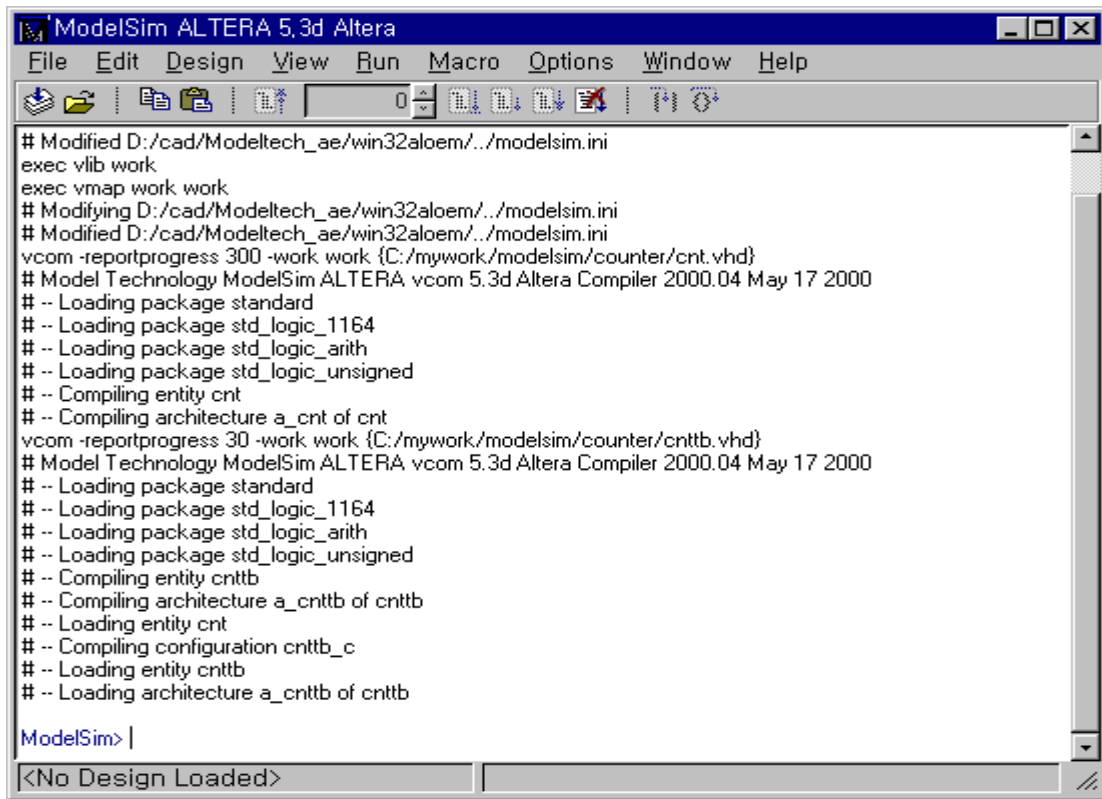 ModelSim ALTERA 5,3d Altera
File Edit Design View Run Macro Options Window Help
0
# Modified D:/cad/Modeltech_ae/win32aloem/../modelsim.ini
exec vlib work
exec vmap work work
# Modifying D:/cad/Modeltech_ae/win32aloem/../modelsim.ini
# Modified D:/cad/Modeltech_ae/win32aloem/../modelsim.ini
vcom -reportprogress 300 -work work {C:/mywork/modelsim/counter/cnt.vhd}
# Model Technology ModelSim ALTERA vcom 5.3d Altera Compiler 2000.04 May 17 2000
# -- Loading package standard
# -- Loading package std_logic_1164
# -- Loading package std_logic_arith
# -- Loading package std_logic_unsigned
# -- Compiling entity cnt
# -- Compiling architecture a_cnt of cnt
vcom -reportprogress 30 -work work {C:/mywork/modelsim/counter/cnttb.vhd}
# Model Technology ModelSim ALTERA vcom 5.3d Altera Compiler 2000.04 May 17 2000
# -- Loading package standard
# -- Loading package std_logic_1164
# -- Loading package std_logic_arith
# -- Loading package std_logic_unsigned
# -- Compiling entity cnttb
# -- Compiling architecture a_cnttb of cnttb
# -- Loading entity cnt
# -- Compiling configuration cnttb_c
# -- Loading entity cnttb
# -- Loading architecture a_cnttb of cnttb
ModelSim>
<No Design Loaded>